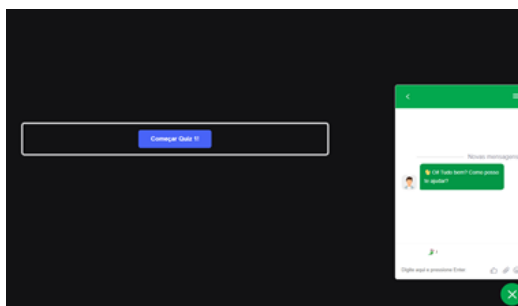 Começar Quiz !!
Novas mensagens
👋 Oi! Tudo bem? Como posso
te ajudar?
Digite aqui e pressione Enter